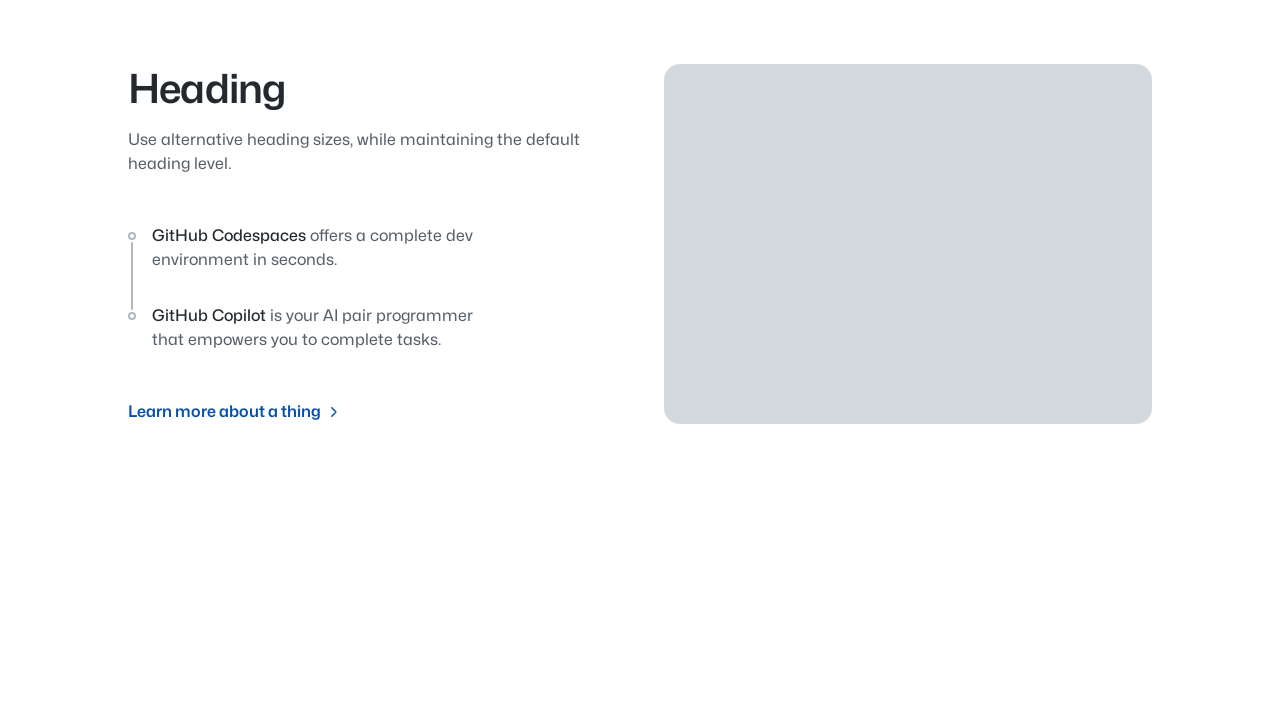 Heading
Use alternative heading sizes, while maintaining the default
heading level.
GitHub Codespaces offers a complete dev
environment in seconds.
GitHub Copilot is your AI pair programmer
that empowers you to complete tasks.
Learn more about a thing